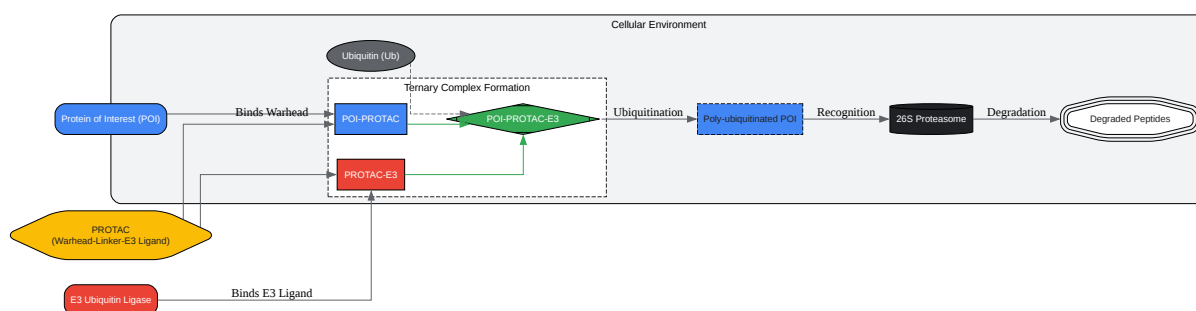 Cellular Environment
Ubiquitin (Ub)
Ternary Complex Formation
Protein of Interest (POI)
Binds Warhead
POI-PROTAC
POI-PROTAC-E3
Ubiquitination
Poly-ubiquitinated POI
Recognition
26S Proteasome
Degradation
Degraded Peptides
PROTAC-E3
PROTAC
(Warhead-Linker-E3 Ligand)
E3 Ubiquitin Ligase
Binds E3 Ligand